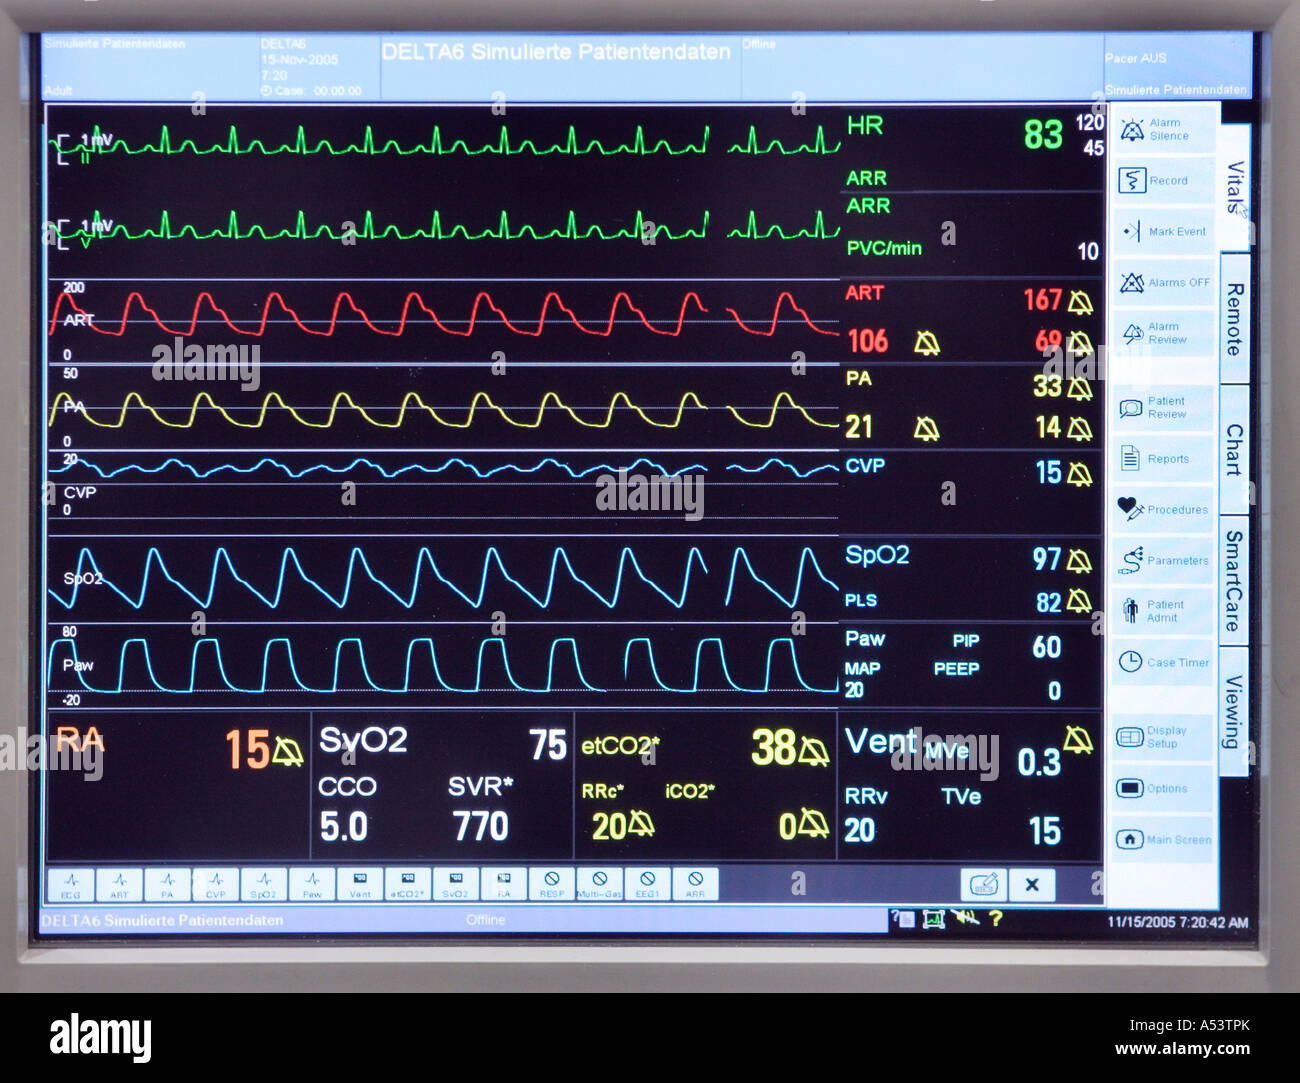 Simulierte Patientendaten
Adult
DELTA6
15-Nov-2005
7:20
Case: 00:00:00
DELTA6 Simulierte Patientendaten
Offline
Pacer AUS
Simulierte Patientendaten
1 mV
II
HR 83 120
45
ARR
1 mV
V
ARR
PVC/min 10
200
ART
0
ART 167
106 69
50
PA
0
PA 33
21 14
20
CVP
0
CVP 15
SpO2
SpO2 97
PLS 82
80
Paw
-20
Paw PIP 60
MAP PEEP
20 0
RA 15
SvO2 75
CCO SVR*
5.0 770
etCO2* 38
RRc* iCO2*
20 0
Vent MVe 0.3
RRv TVe
20 15
Alarm
Silence
Record
Mark Event
Alarms OFF
Alarm
Review
Patient
Review
Reports
Procedures
Parameters
Patient
Admit
Case Timer
Display
Setup
Options
Main Screen
Vitals
Remote
Chart
SmartCare
Viewing
ECG ART PA CVP SpO2 Paw Vent etCO2* SvO2 RA RESP Multi-Gas EEG1 ARR
DELTA6 Simulierte Patientendaten Offline
? 11/15/2005 7:20:42 AM
a a a a a a
alamy alamy
a a a
alamy
a a a a a a
alamy alamy alamy
a a a
alamy
Image ID: A53TPK
www.alamy.com